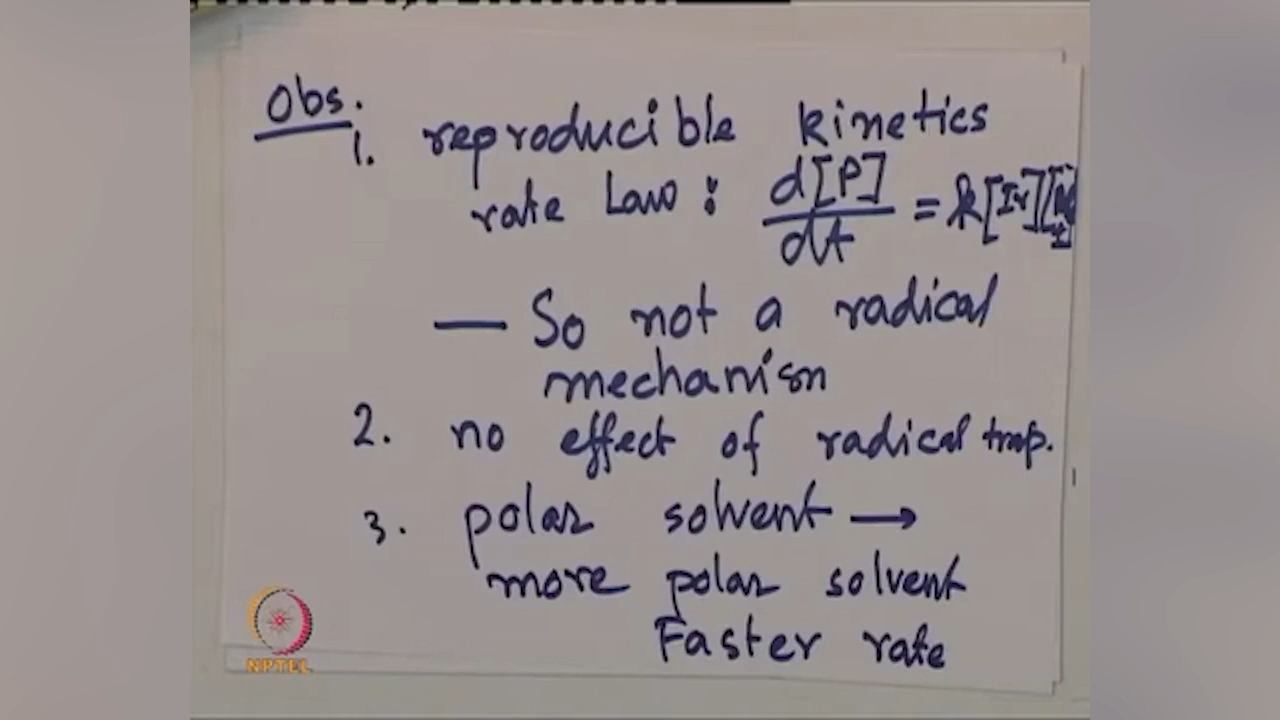 Obs.
1. reproducible kinetics
rate Law : d[P]/dt = k[Ir]
— So not a radical
mechanism
2. no effect of radical trap.
3. polar solvent →
more polar solvent
Faster rate
NPTEL